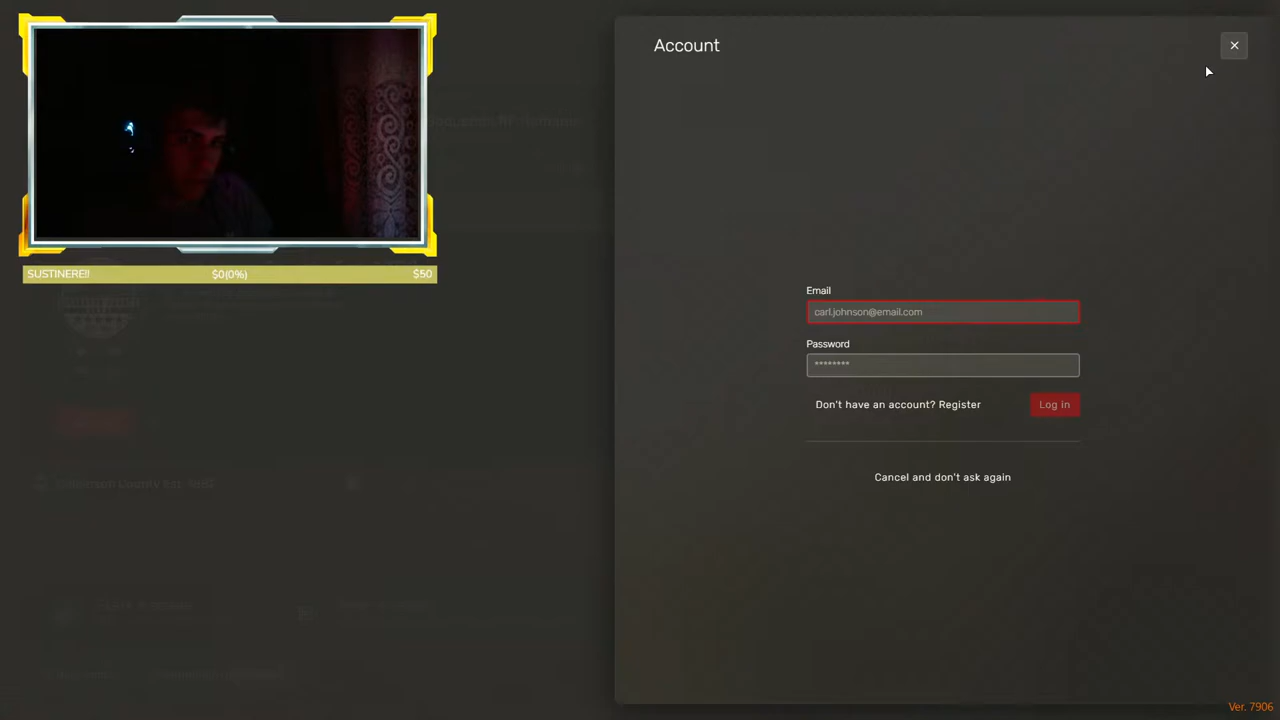 Account
SUSTINERE!!
$0(0%)
$50
Email
carl.johnson@email.com
Password
********
Don't have an account? Register
Log in
Cancel and don't ask again
Ver. 7906